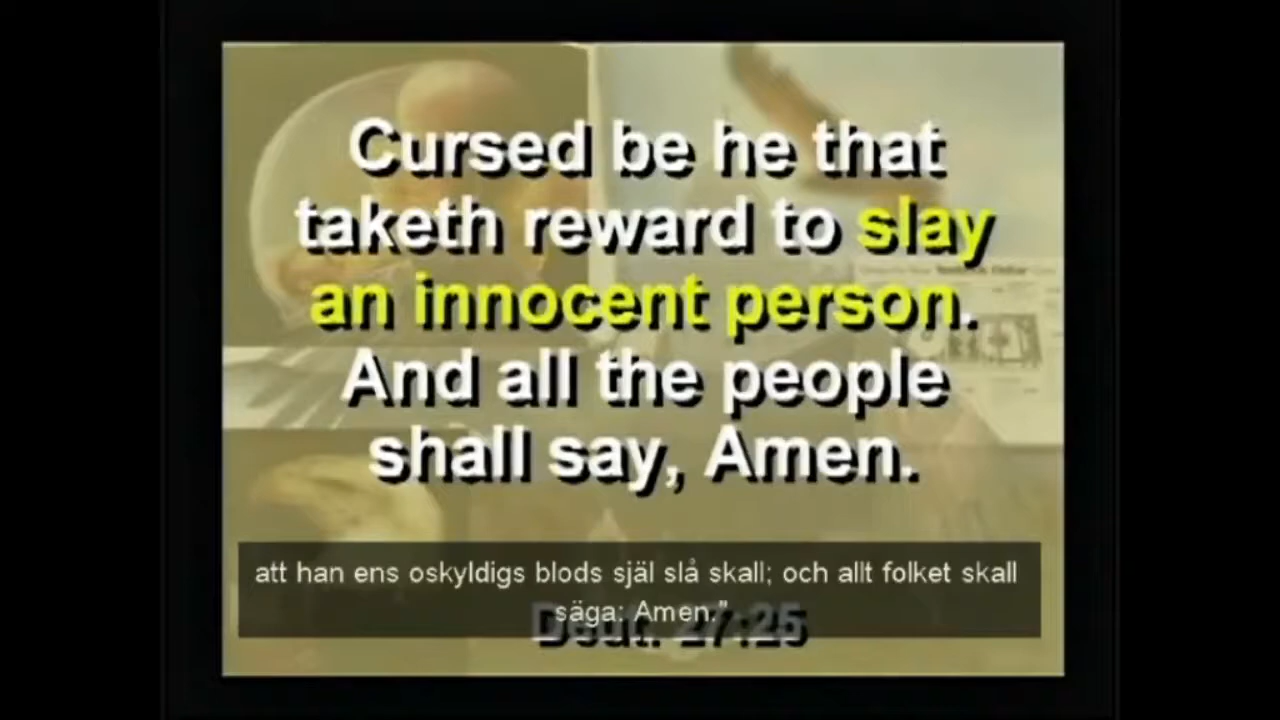 Cursed be he that
taketh reward to slay
an innocent person.
And all the people
shall say, Amen.
att han ens oskyldigs blods själ slå skall; och allt folket skall
säga: Amen.”
Deut. 27:25